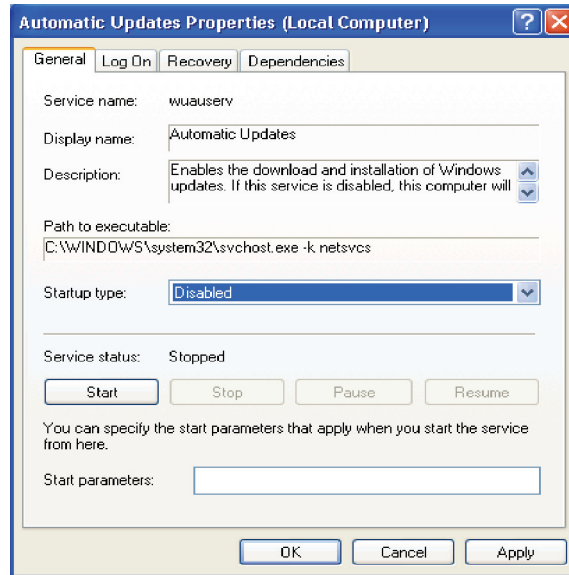 Automatic Updates Properties (Local Computer)
General Log On Recovery Dependencies
Service name: wuauserv
Display name: Automatic Updates
Description: Enables the download and installation of Windows
updates. If this service is disabled, this computer will
Path to executable:
C:\WINDOWS\system32\svchost.exe -k netsvcs
Startup type: Disabled
Service status: Stopped
Start Stop Pause Resume
You can specify the start parameters that apply when you start the service
from here.
Start parameters:
OK Cancel Apply